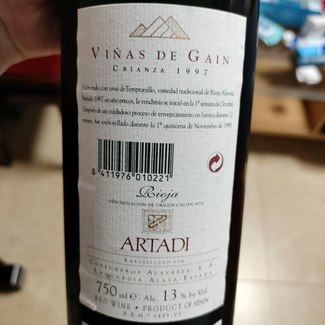 VIÑAS DE GAIN
CRIANZA 1997
Elaborado con uvas de Tempranillo, variedad tradicional de Rioja Alavesa.
Siendo 1997 un año precoz, la vendimia se inició en la 1ª semana de Octubre.
Después de un cuidadoso proceso de envejecimiento en barrica durante 12
meses, fue embotellado durante la 1ª quincena de Noviembre de 1999.
8 411976 010221
Rioja
DENOMINACIÓN DE ORIGEN CALIFICADA
ARTADI
EMBOTELLADO POR
COSECHEROS ALAVESES, S.A.
LAGUARDIA ALAVA ESPAÑA
750 ml e Alc. 13 % by Vol.
RED WINE • PRODUCT OF SPAIN
R.E.Nº 5495-VI